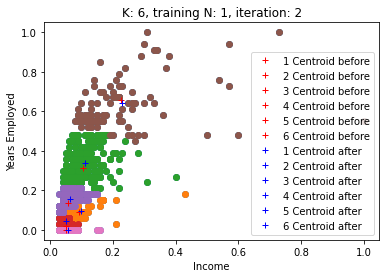 K: 6, training N: 1, iteration: 2
Years Employed
1.0
0.8
0.6
0.4
0.2
0.0
1 Centroid before
2 Centroid before
3 Centroid before
4 Centroid before
5 Centroid before
6 Centroid before
1 Centroid after
2 Centroid after
3 Centroid after
4 Centroid after
5 Centroid after
6 Centroid after
0.0 0.2 0.4 0.6 0.8 1.0
Income